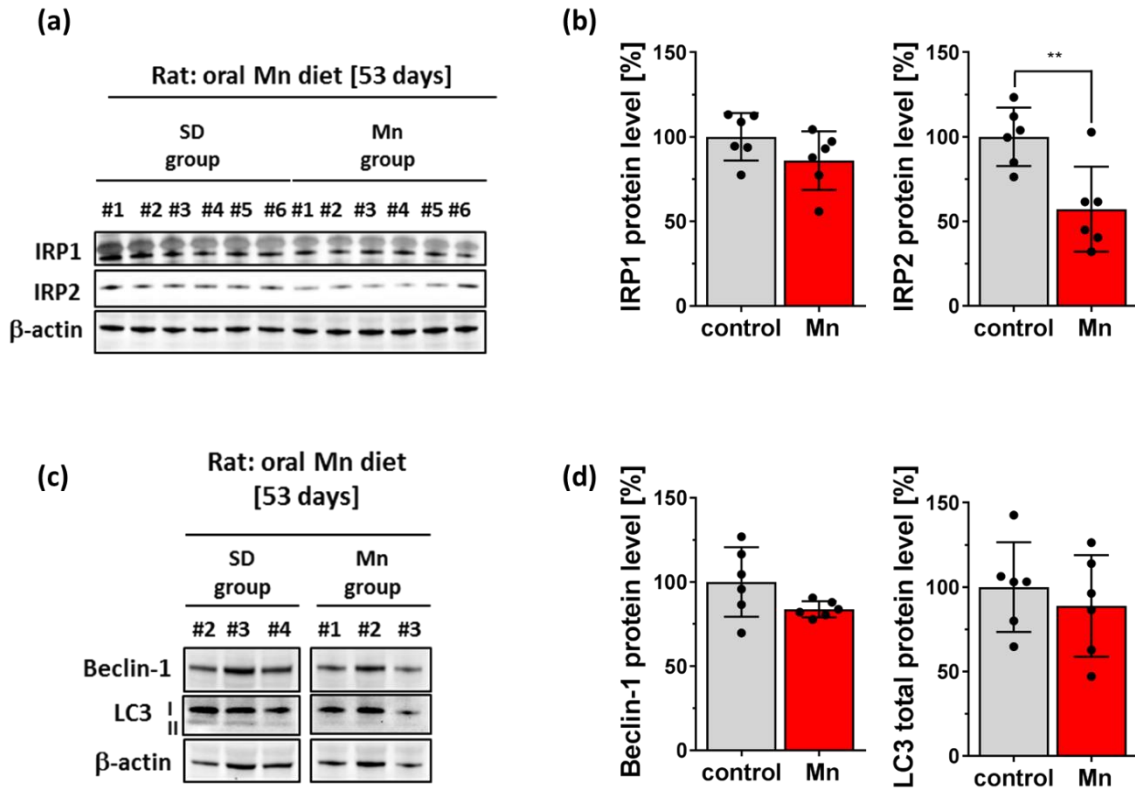 (a)
Rat: oral Mn diet [53 days]
SD group
Mn group
#1 #2 #3 #4 #5 #6 #1 #2 #3 #4 #5 #6
IRP1
IRP2
β-actin
(b)
IRP1 protein level [%]
150
100
50
0
control Mn
IRP2 protein level [%]
150
100
50
0
**
control Mn
(c)
Rat: oral Mn diet
[53 days]
SD group
Mn group
#2 #3 #4 #1 #2 #3
Beclin-1
LC3 I
II
β-actin
(d)
Beclin-1 protein level [%]
150
100
50
0
control Mn
LC3 total protein level [%]
150
100
50
0
control Mn